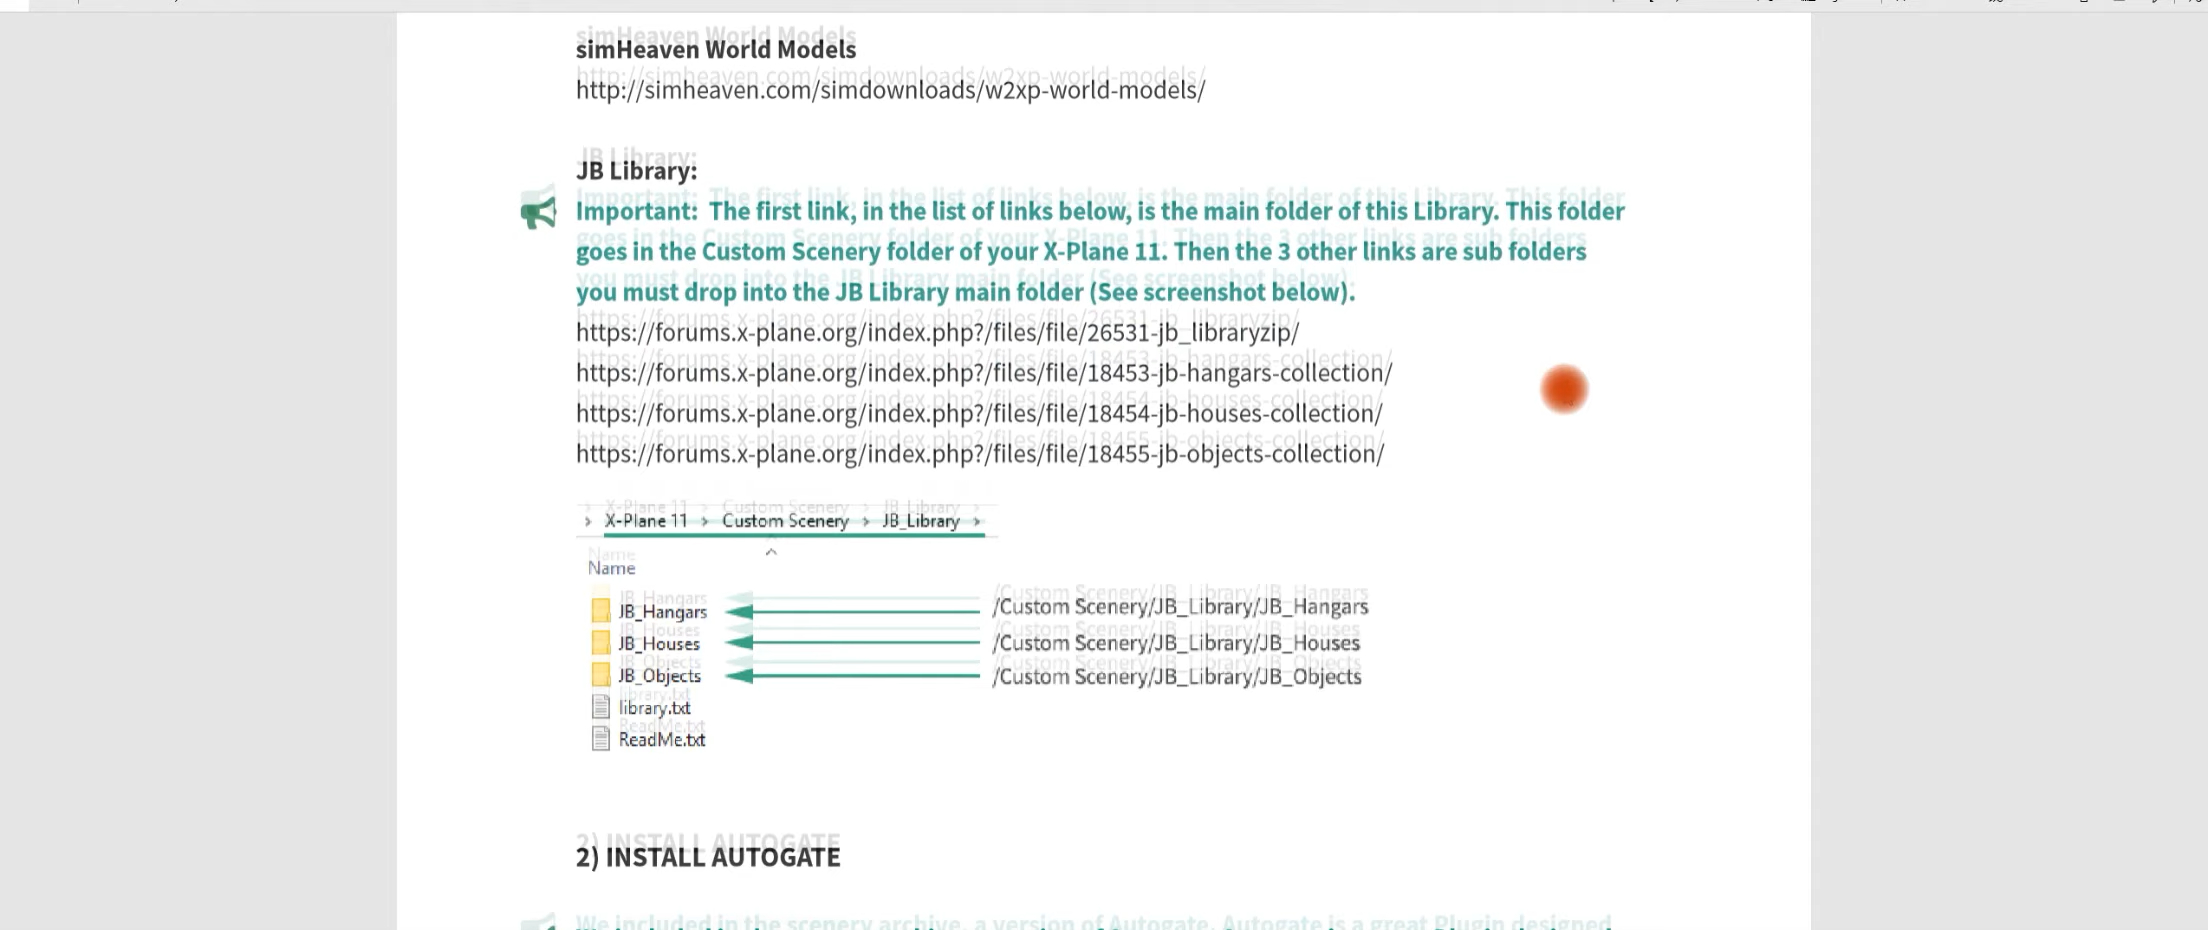 simHeaven World Models
http://simheaven.com/simdownloads/w2xp-world-models/
JB Library:
Important: The first link, in the list of links below, is the main folder of this Library. This folder
goes in the Custom Scenery folder of your X-Plane 11. Then the 3 other links are sub folders
you must drop into the JB Library main folder (See screenshot below).
https://forums.x-plane.org/index.php?/files/file/26531-jb_libraryzip/
https://forums.x-plane.org/index.php?/files/file/18453-jb-hangars-collection/
https://forums.x-plane.org/index.php?/files/file/18454-jb-houses-collection/
https://forums.x-plane.org/index.php?/files/file/18455-jb-objects-collection/
› X-Plane 11 › Custom Scenery › JB_Library ›
Name
JB_Hangars /Custom Scenery/JB_Library/JB_Hangars
JB_Houses /Custom Scenery/JB_Library/JB_Houses
JB_Objects /Custom Scenery/JB_Library/JB_Objects
library.txt
ReadMe.txt
2) INSTALL AUTOGATE
We included in the scenery archive, a version of Autogate. Autogate is a great Plugin designed